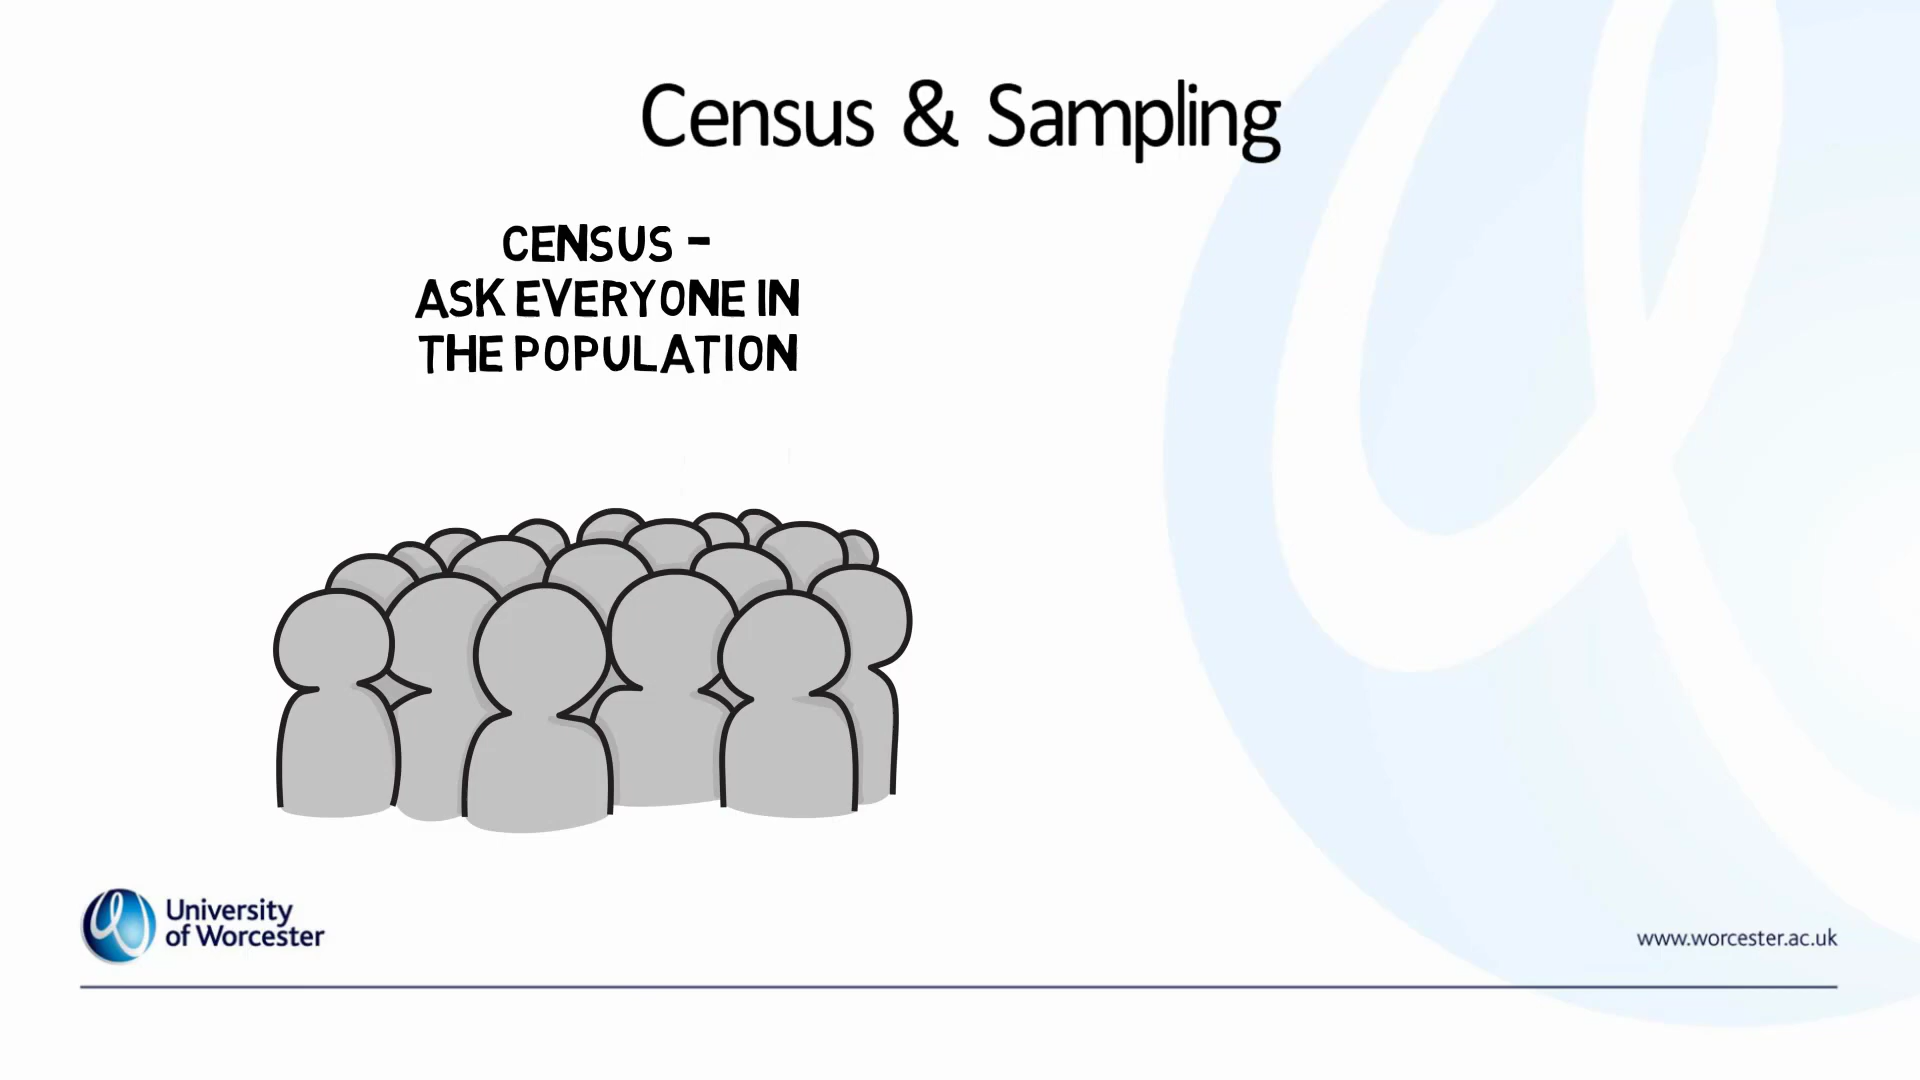 Census & Sampling
CENSUS -
ASK EVERYONE IN
THE POPULATION
University
of Worcester
www.worcester.ac.uk